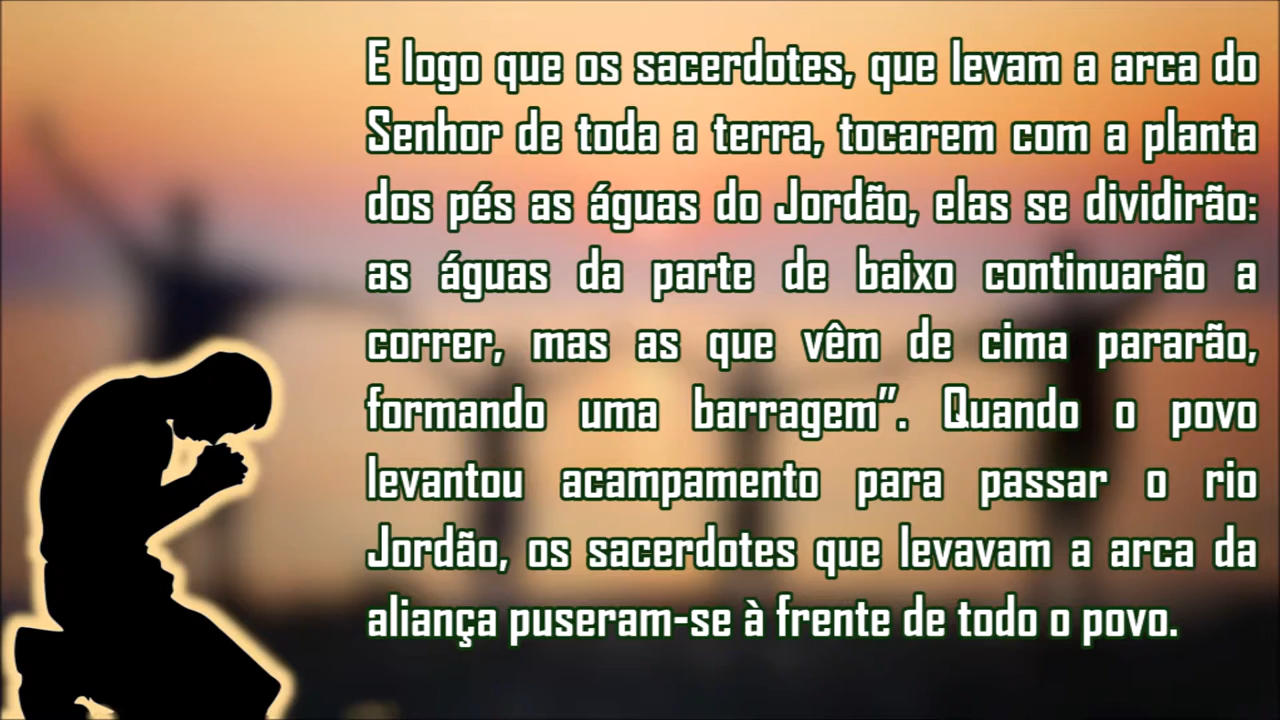 E logo que os sacerdotes, que levam a arca do
Senhor de toda a terra, tocarem com a planta
dos pés as águas do Jordão, elas se dividirão:
as águas da parte de baixo continuarão a
correr, mas as que vêm de cima pararão,
formando uma barragem”. Quando o povo
levantou acampamento para passar o rio
Jordão, os sacerdotes que levavam a arca da
aliança puseram-se à frente de todo o povo.